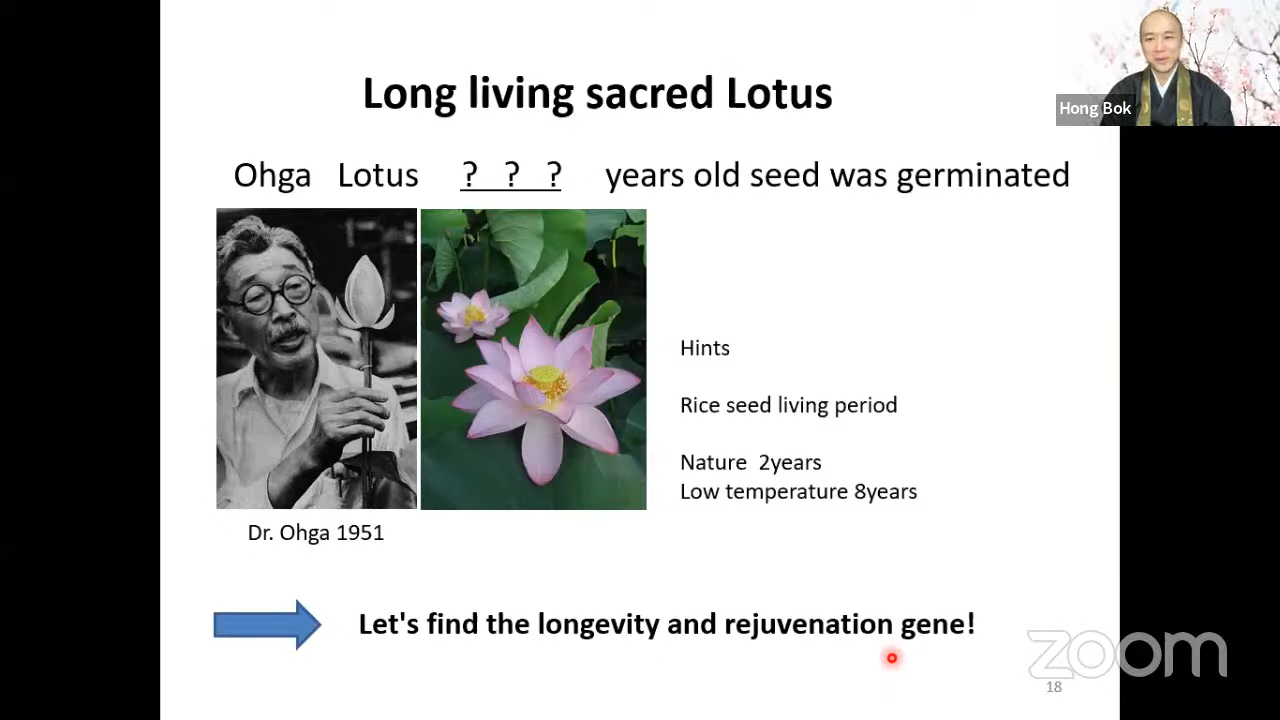 Long living sacred Lotus
Hong Bok
Ohga Lotus ? ? ? years old seed was germinated
Hints
Rice seed living period
Nature 2years
Low temperature 8years
Dr. Ohga 1951
Let's find the longevity and rejuvenation gene!
zoom
18